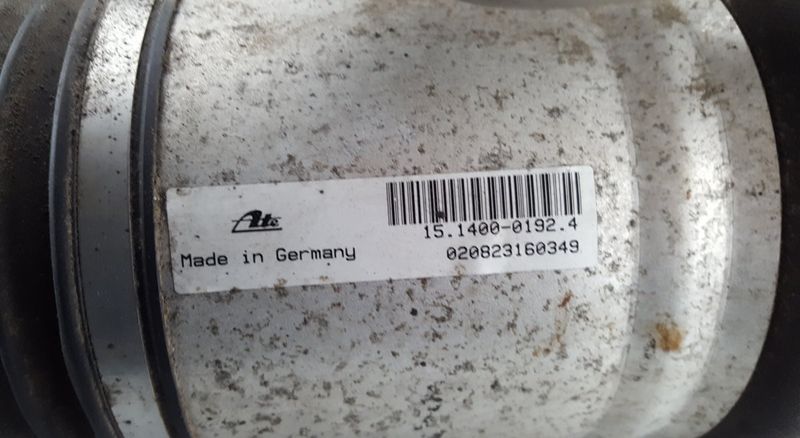 Ate
15.1400-0192.4
Made in Germany
020823160349